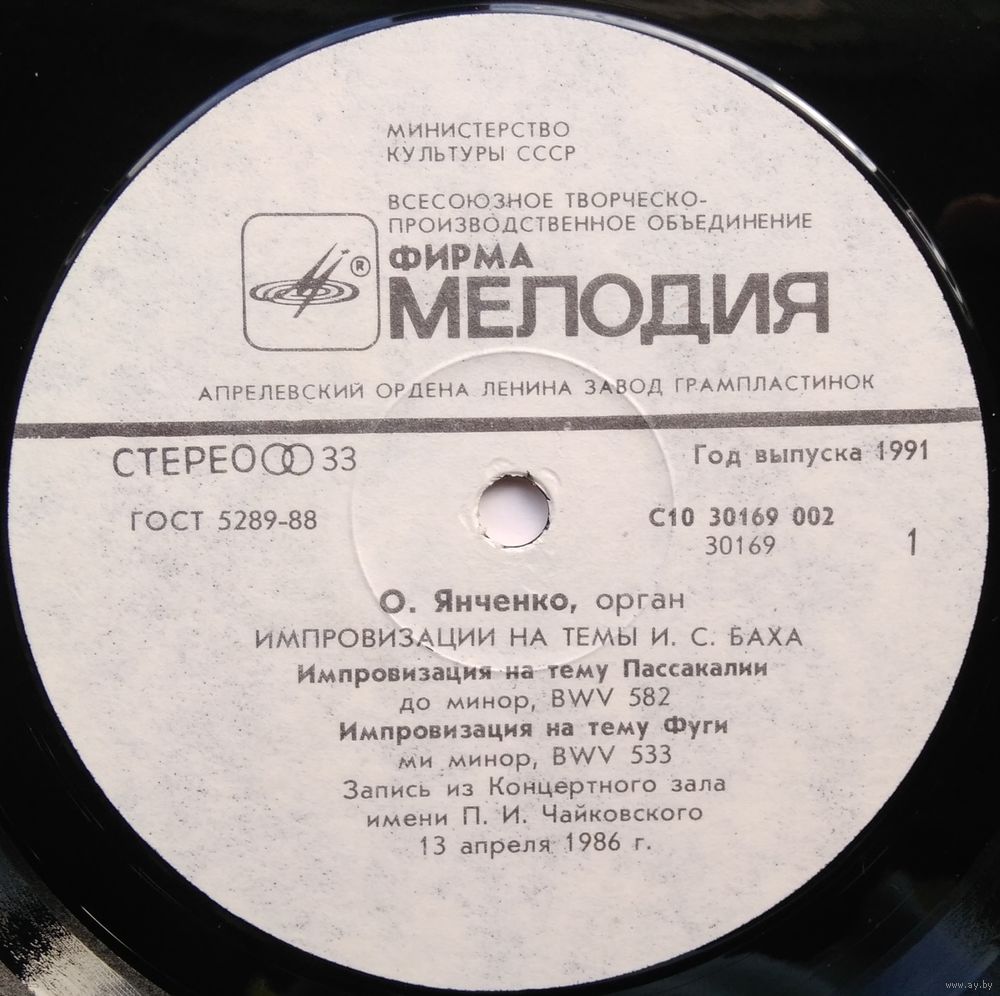 МИНИСТЕРСТВО
КУЛЬТУРЫ СССР
ВСЕСОЮЗНОЕ ТВОРЧЕСКО-
ПРОИЗВОДСТВЕННОЕ ОБЪЕДИНЕНИЕ
ФИРМА
®
МЕЛОДИЯ
АПРЕЛЕВСКИЙ ОРДЕНА ЛЕНИНА ЗАВОД ГРАМПЛАСТИНОК
СТЕРЕО 33
Год выпуска 1991
ГОСТ 5289-88
С10 30169 002
30169
1
О. Янченко, орган
ИМПРОВИЗАЦИИ НА ТЕМЫ И. С. БАХА
Импровизация на тему Пассакалии
до минор, BWV 582
Импровизация на тему Фуги
ми минор, BWV 533
Запись из Концертного зала
имени П. И. Чайковского
13 апреля 1986 г.
www.ay.by